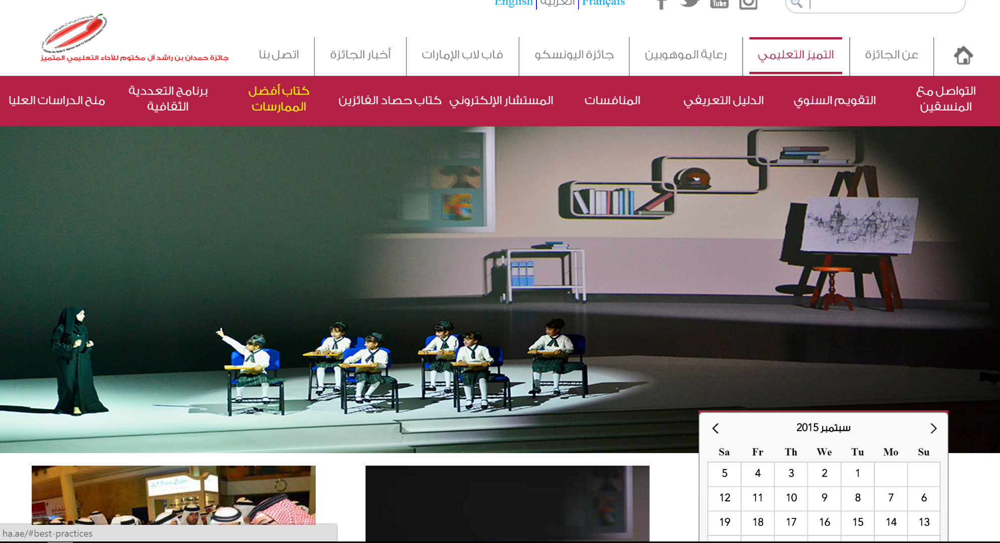 English | العربية | Français
You Tube
جائزة حمدان بن راشد آل مكتوم للأداء التعليمي المتميز
عن الجائزة
التميز التعليمي
رعاية الموهوبين
جائزة اليونسكو
فاب لاب الإمارات
أخبار الجائزة
اتصل بنا
التواصل مع
المنسقين
التقويم السنوي
الدليل التعريفي
المنافسات
المستشار الإلكتروني
كتاب حصاد الفائزين
كتاب أفضل
الممارسات
برنامج التعددية
الثقافية
منح الدراسات العليا
سبتمبر 2015
Sa Fr Th We Tu Mo Su
5 4 3 2 1
12 11 10 9 8 7 6
19 18 17 16 15 14 13
ha.ae/#best-practices